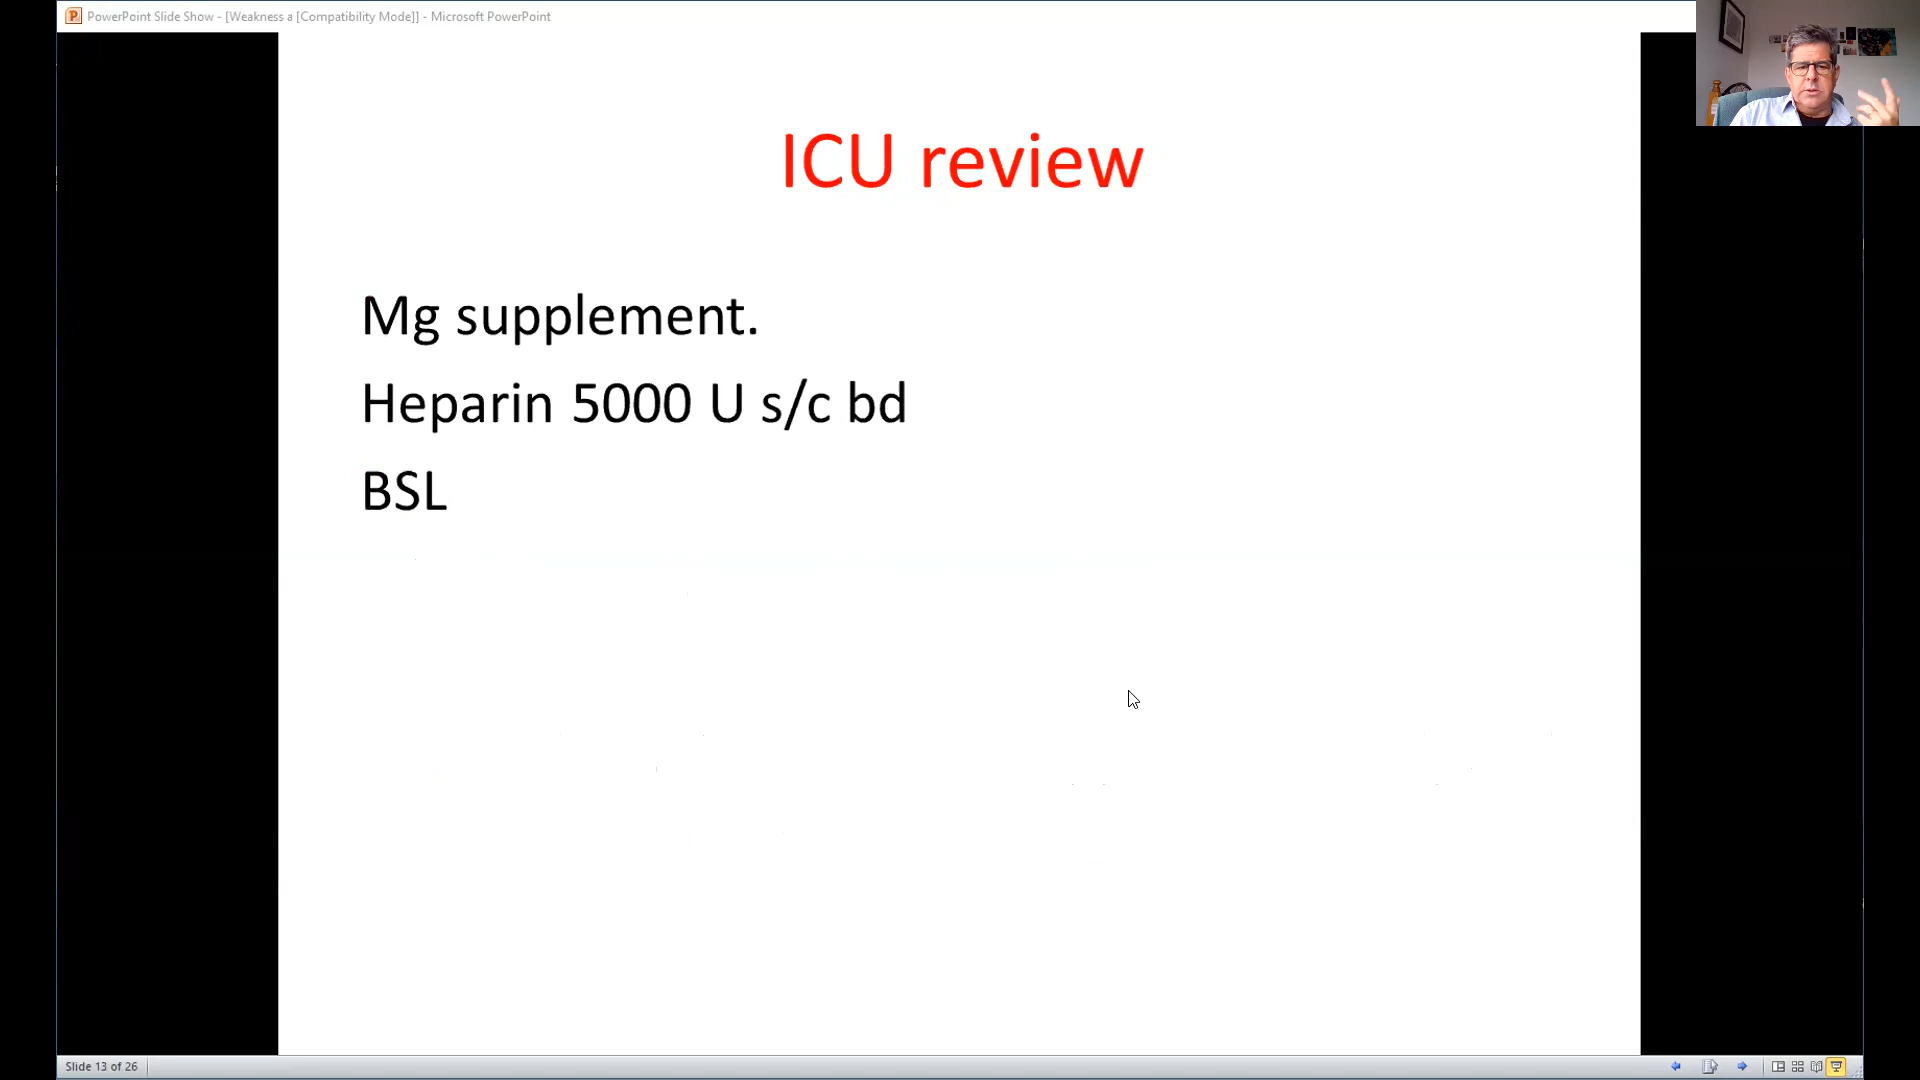 PowerPoint Slide Show - [Weakness a [Compatibility Mode]] - Microsoft PowerPoint
ICU review
Mg supplement.
Heparin 5000 U s/c bd
BSL
Slide 13 of 26